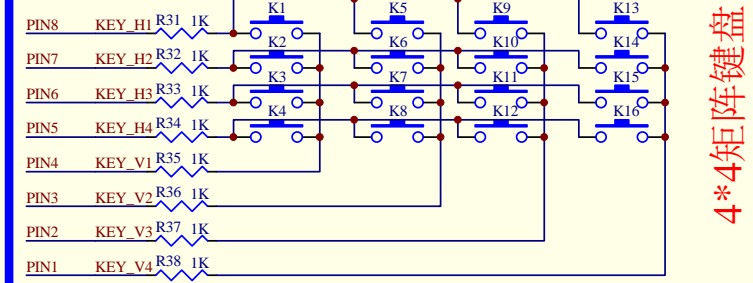 K1 K5 K9 K13
PIN8 KEY_H1 R31 1K
K2 K6 K10 K14
PIN7 KEY_H2 R32 1K
K3 K7 K11 K15
PIN6 KEY_H3 R33 1K
K4 K8 K12 K16
PIN5 KEY_H4 R34 1K
PIN4 KEY_V1 R35 1K
PIN3 KEY_V2 R36 1K
PIN2 KEY_V3 R37 1K
PIN1 KEY_V4 R38 1K
4*4矩阵键盘